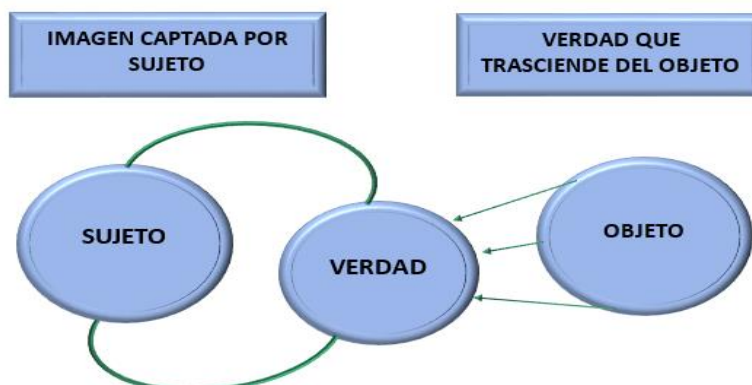 IMAGEN CAPTADA POR
SUJETO
VERDAD QUE
TRASCIENDE DEL OBJETO
SUJETO
VERDAD
OBJETO